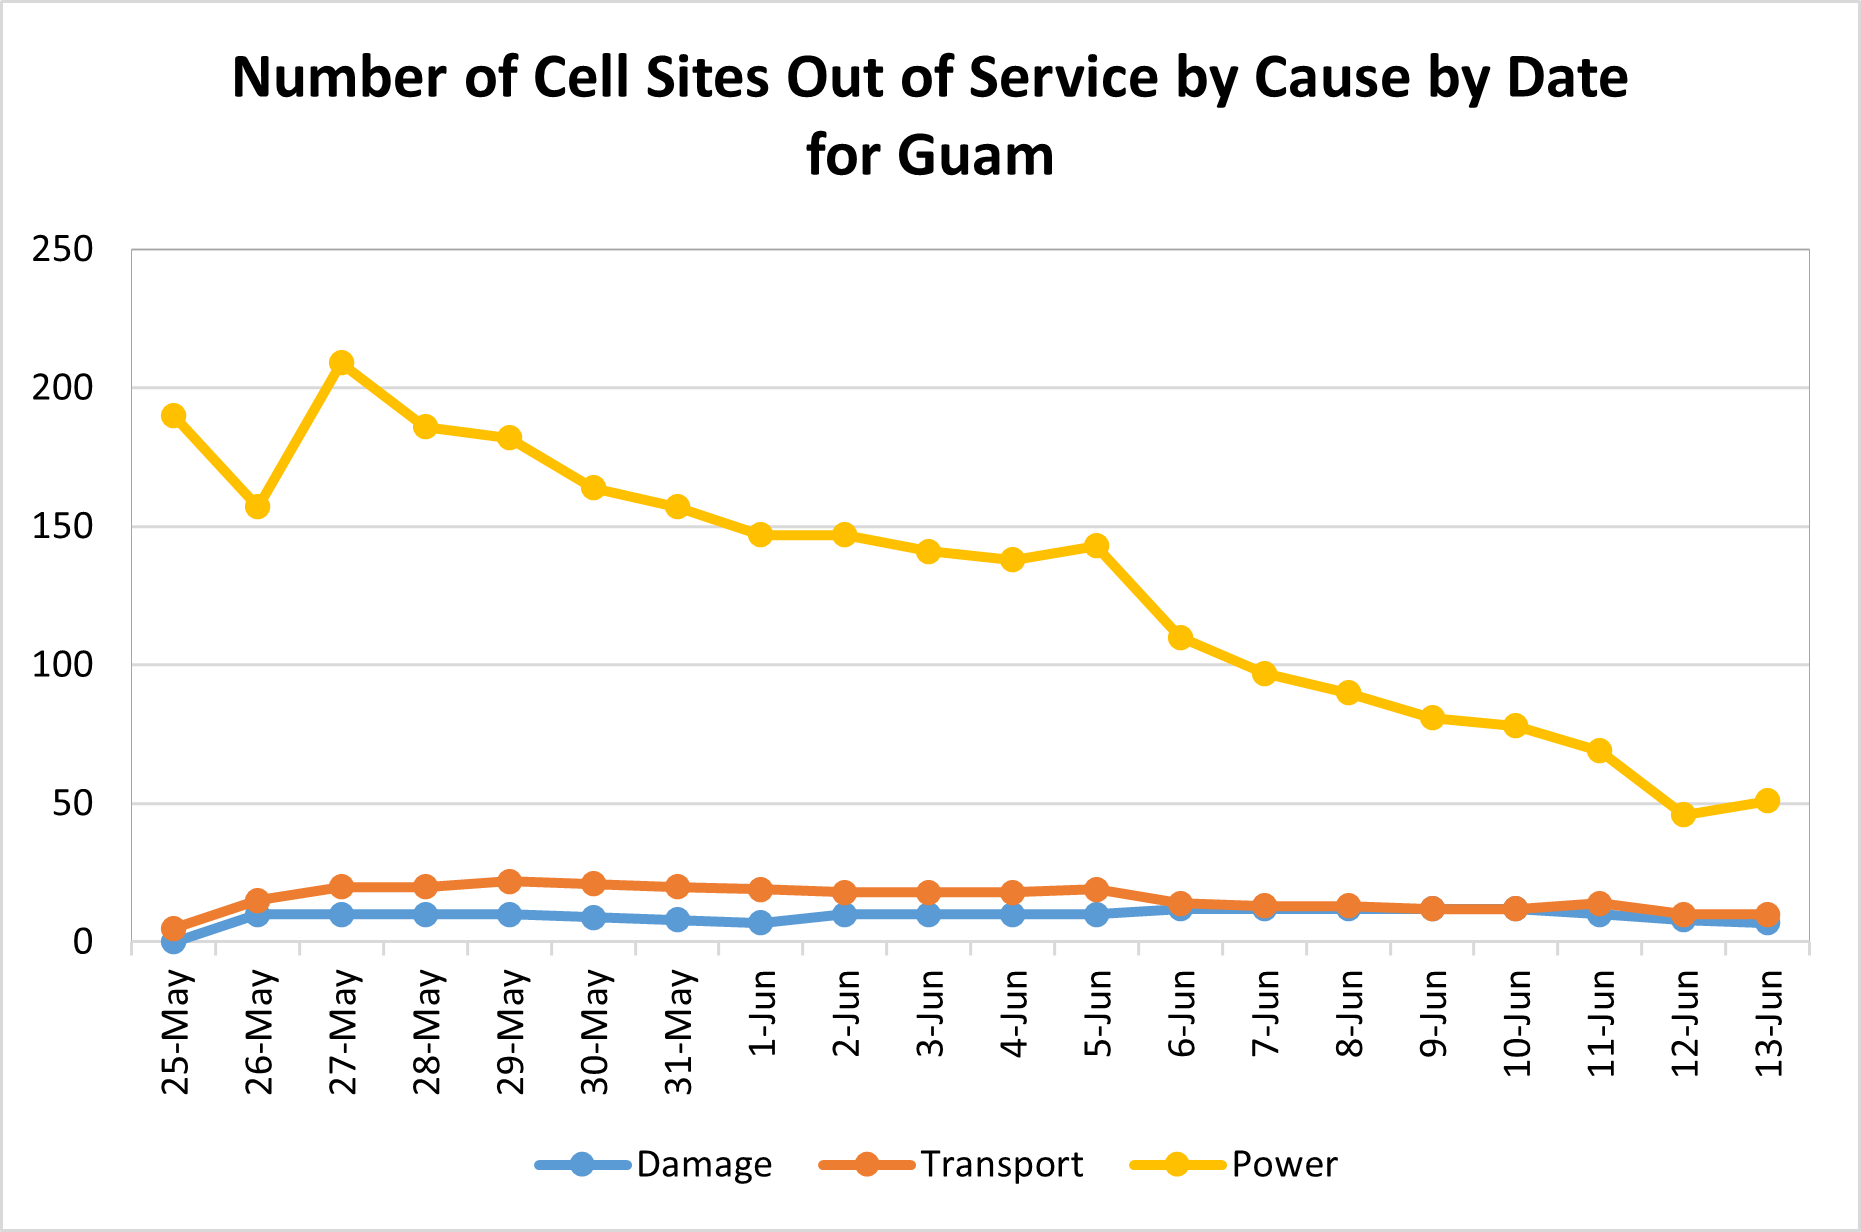 Number of Cell Sites Out of Service by Cause by Date
for Guam
250
200
150
100
50
0
25-May
26-May
27-May
28-May
29-May
30-May
31-May
1-Jun
2-Jun
3-Jun
4-Jun
5-Jun
6-Jun
7-Jun
8-Jun
9-Jun
10-Jun
11-Jun
12-Jun
13-Jun
Damage Transport Power